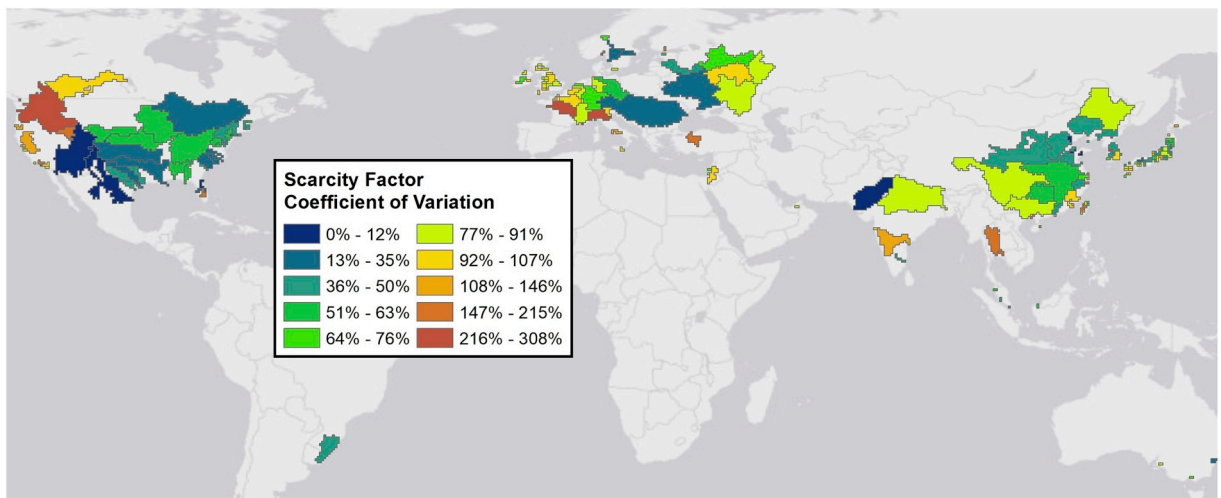 Scarcity Factor
Coefficient of Variation
0% - 12%
77% - 91%
13% - 35%
92% - 107%
36% - 50%
108% - 146%
51% - 63%
147% - 215%
64% - 76%
216% - 308%